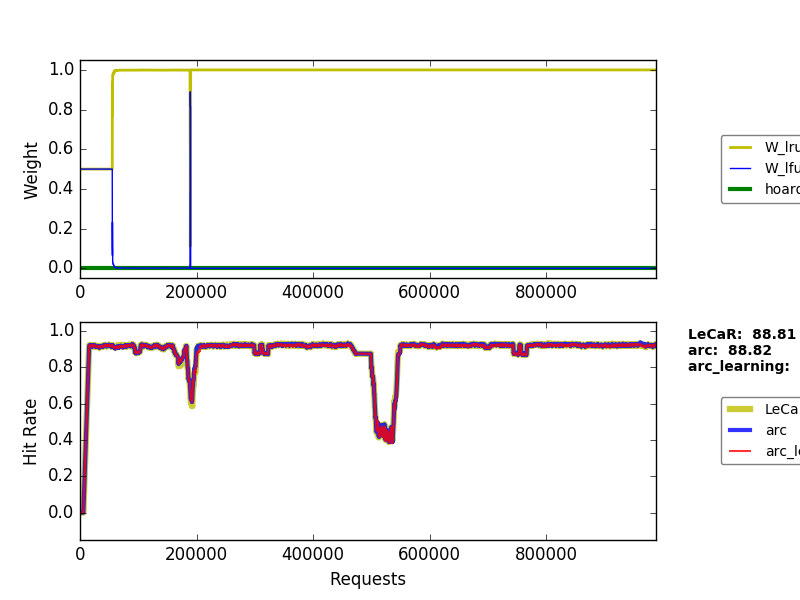 1.0
0.8
0.6
0.4
0.2
0.0
Weight
0
200000
400000
600000
800000
W_lru
W_lfu
hoard
1.0
0.8
0.6
0.4
0.2
0.0
Hit Rate
0
200000
400000
600000
800000
Requests
LeCaR: 88.81
arc: 88.82
arc_learning:
LeCa
arc
arc_le